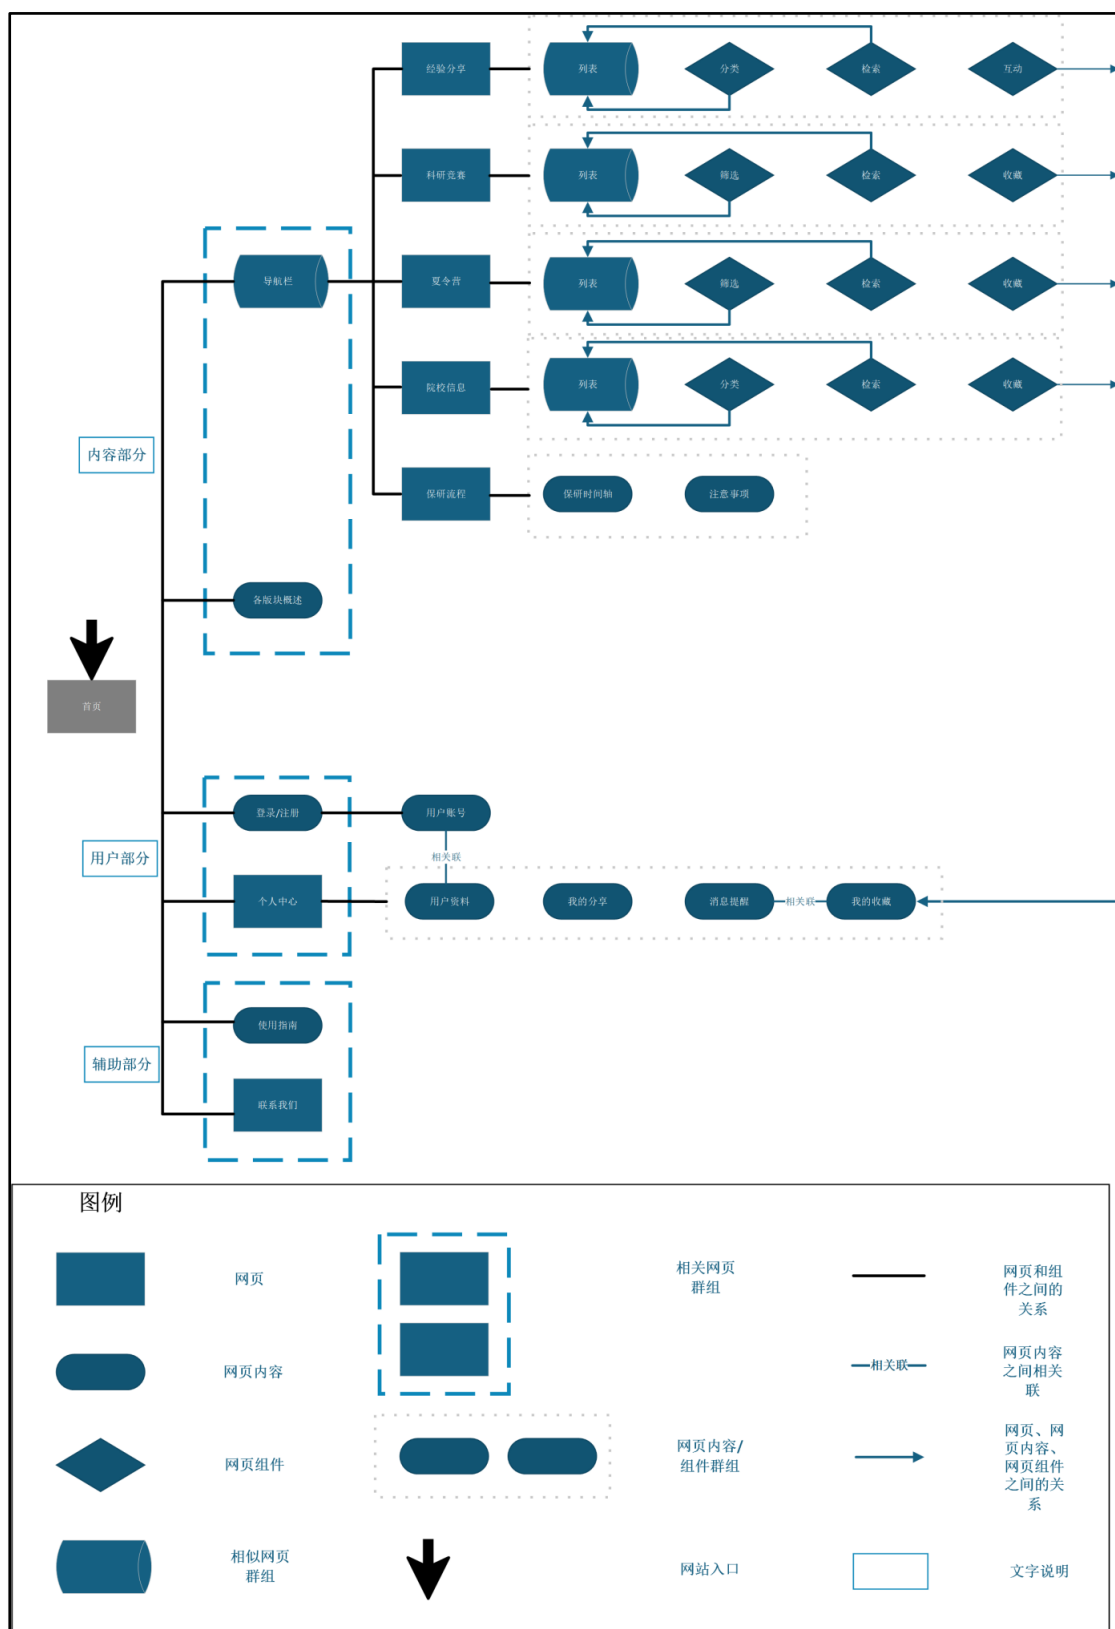 经验分享
列表
分类
检索
互动
科研竞赛
列表
筛选
检索
收藏
导航栏
夏令营
列表
筛选
检索
收藏
院校信息
列表
分类
检索
收藏
内容部分
保研流程
保研时间轴
注意事项
各版块概述
首页
登录/注册
用户账号
相关联
用户部分
个人中心
用户资料
我的分享
消息提醒
相关联
我的收藏
使用指南
辅助部分
联系我们
图例
网页
相关网页
群组
网页和组
件之间的
关系
网页内容
相关联
网页内容
之间相关
联
网页组件
网页内容/
组件群组
网页、网
页内容、
网页组件
之间的关
系
相似网页
群组
网站入口
文字说明